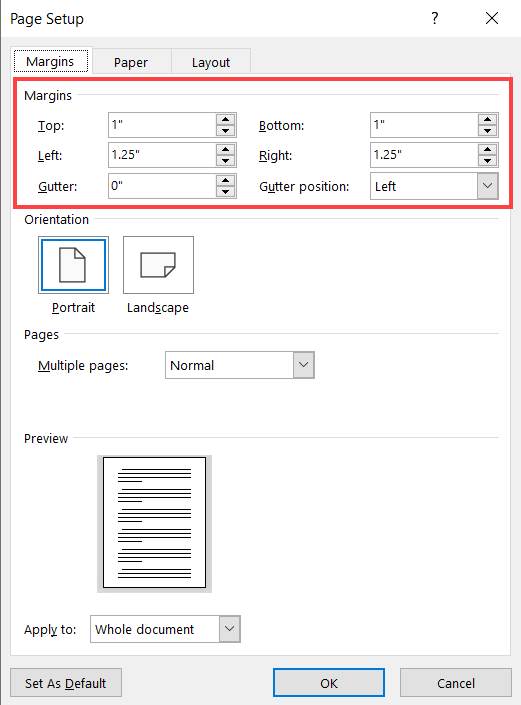 Page Setup ?
Margins Paper Layout
Margins
Top: 1" Bottom: 1"
Left: 1.25" Right: 1.25"
Gutter: 0" Gutter position: Left
Orientation
Portrait Landscape
Pages
Multiple pages: Normal
Preview
Apply to: Whole document
Set As Default OK Cancel